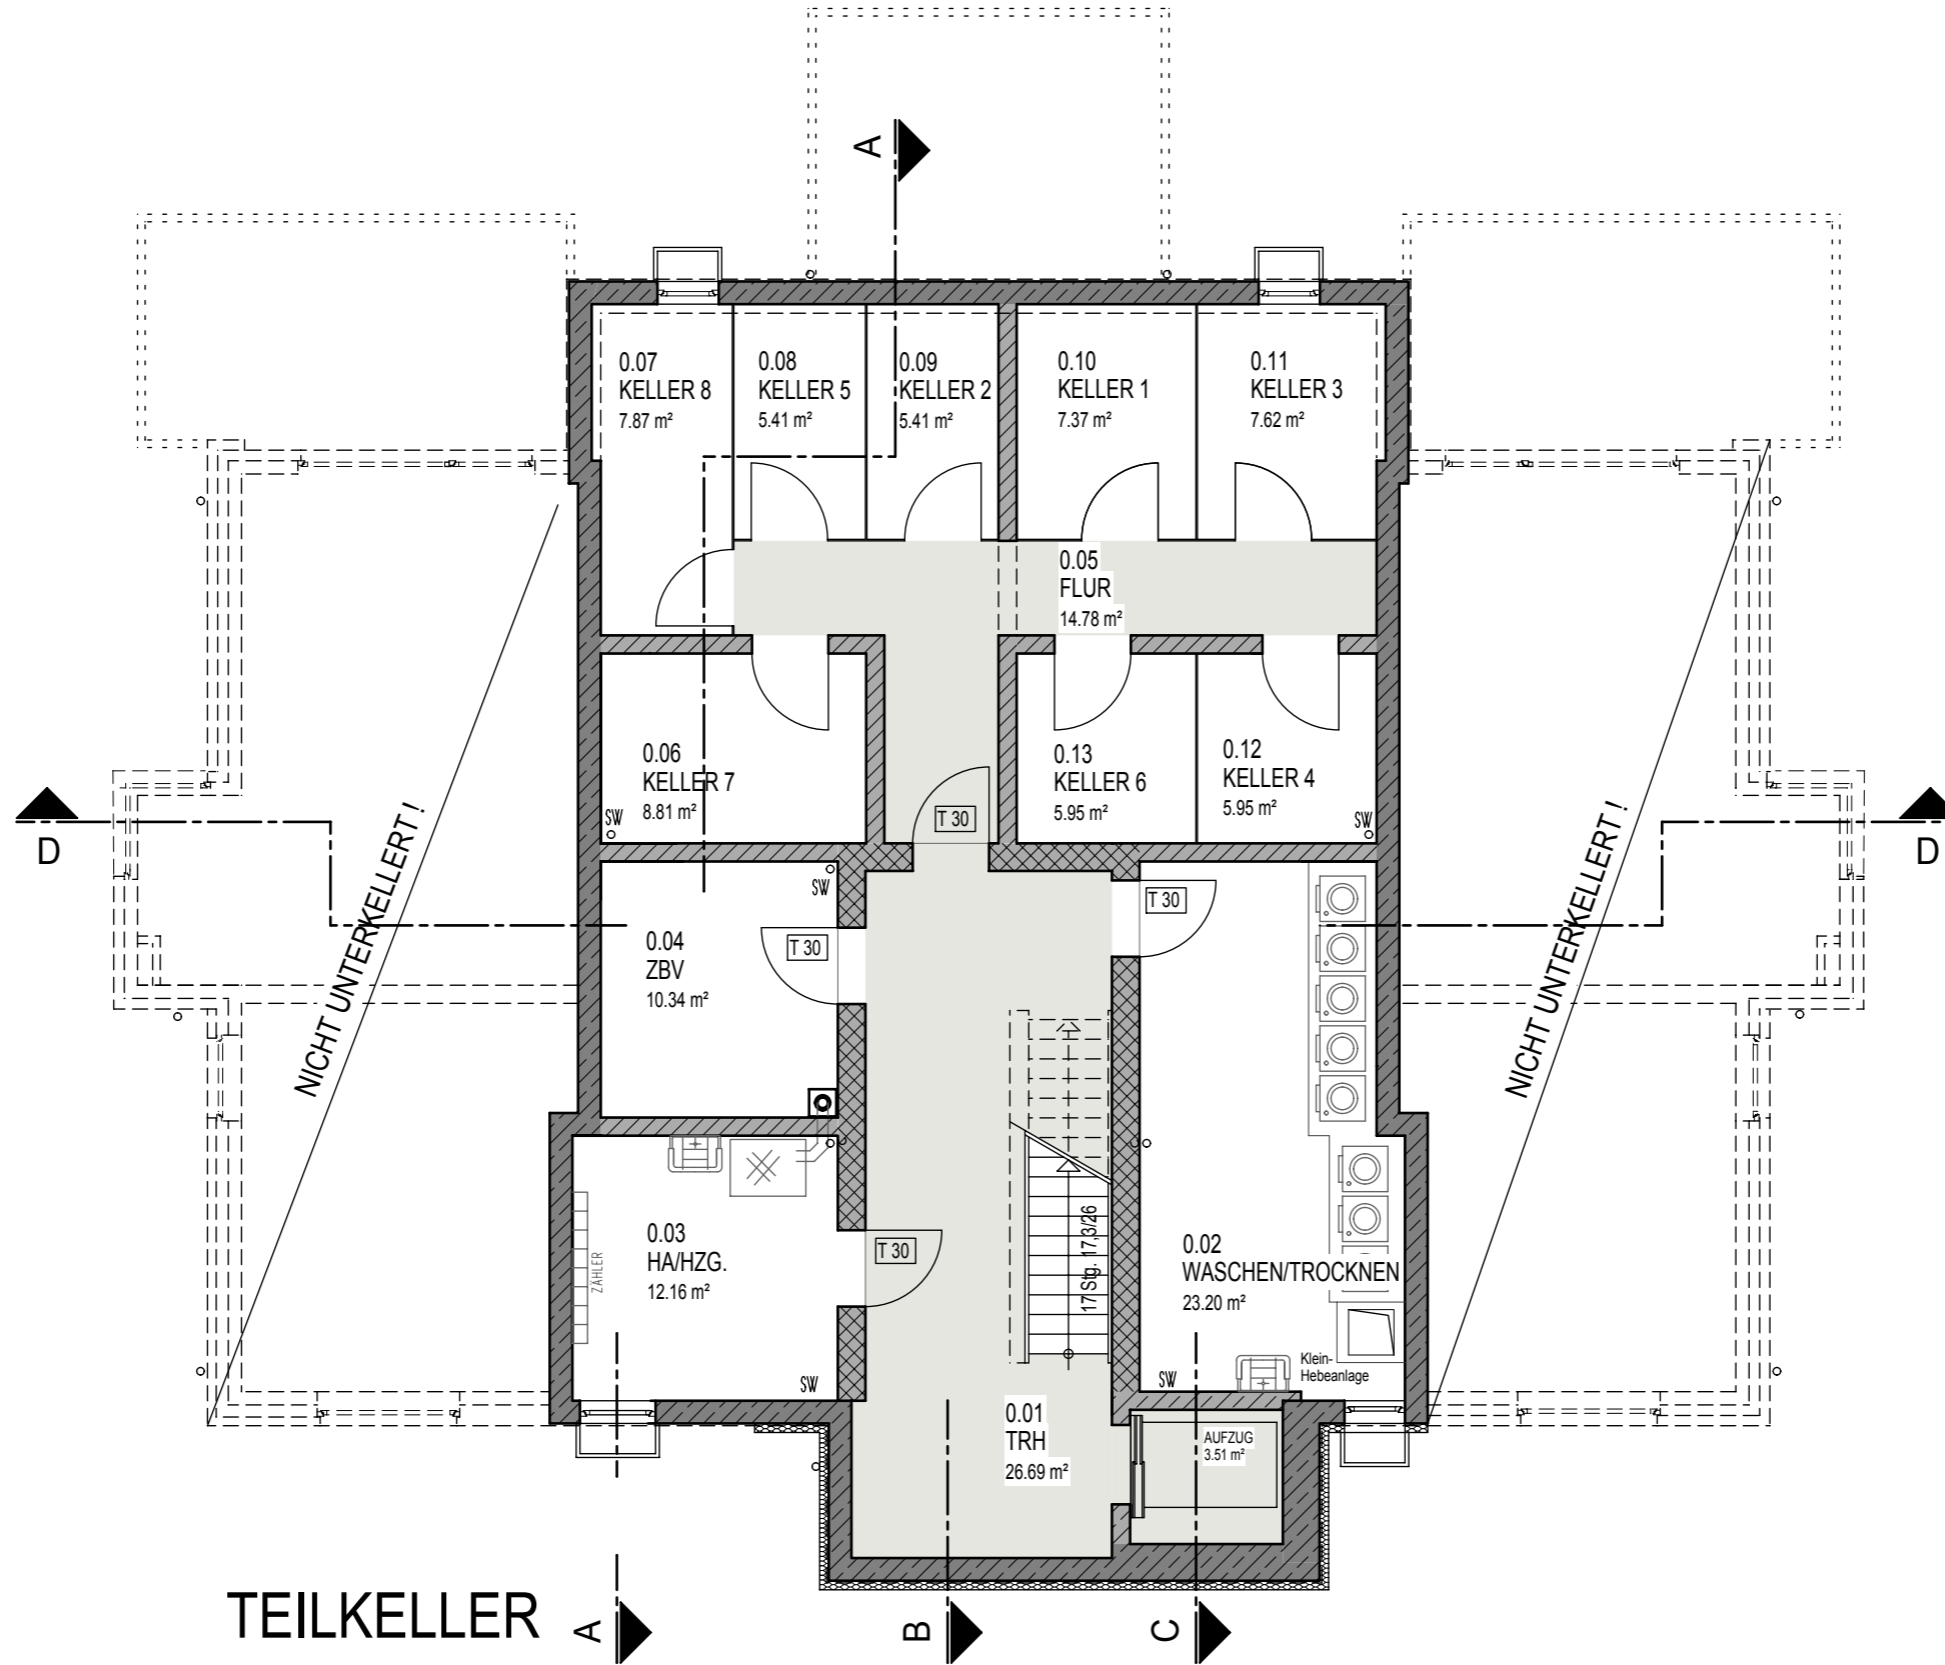 A
0.07
KELLER 8
7.87 m²
0.08
KELLER 5
5.41 m²
0.09
KELLER 2
5.41 m²
0.10
KELLER 1
7.37 m²
0.11
KELLER 3
7.62 m²
0.05
FLUR
14.78 m²
0.06
KELLER 7
8.81 m²
SW
0.13
KELLER 6
5.95 m²
0.12
KELLER 4
5.95 m²
SW
T 30
D
D
NICHT UNTERKELLERT !
NICHT UNTERKELLERT !
SW
T 30
0.04
ZBV
10.34 m²
T 30
0.03
HA/HZG.
12.16 m²
ZÄHLER
T 30
SW
17 Stg. 17,3/26
0.02
WASCHEN/TROCKNEN
23.20 m²
Klein-
Hebeanlage
SW
0.01
TRH
26.69 m²
AUFZUG
3.51 m²
TEILKELLER
A
B
C